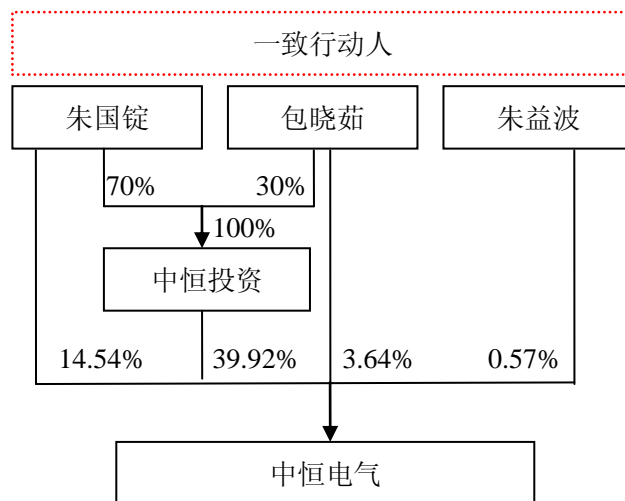 一致行动人
朱国锭
包晓茹
朱益波
70%
30%
100%
中恒投资
14.54%
39.92%
3.64%
0.57%
中恒电气